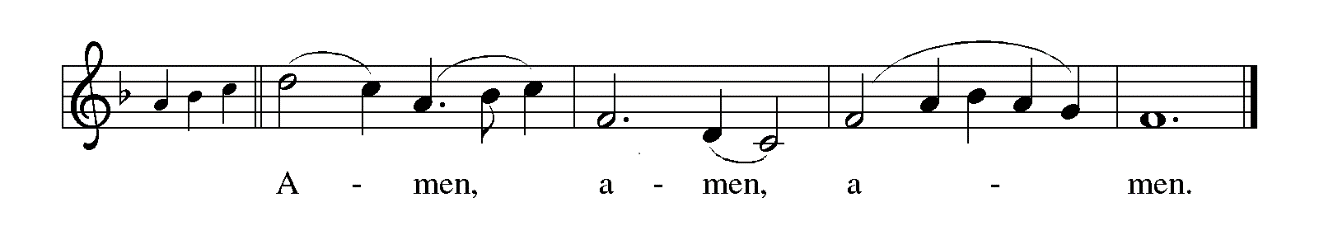 A - men, a - men, a - men.